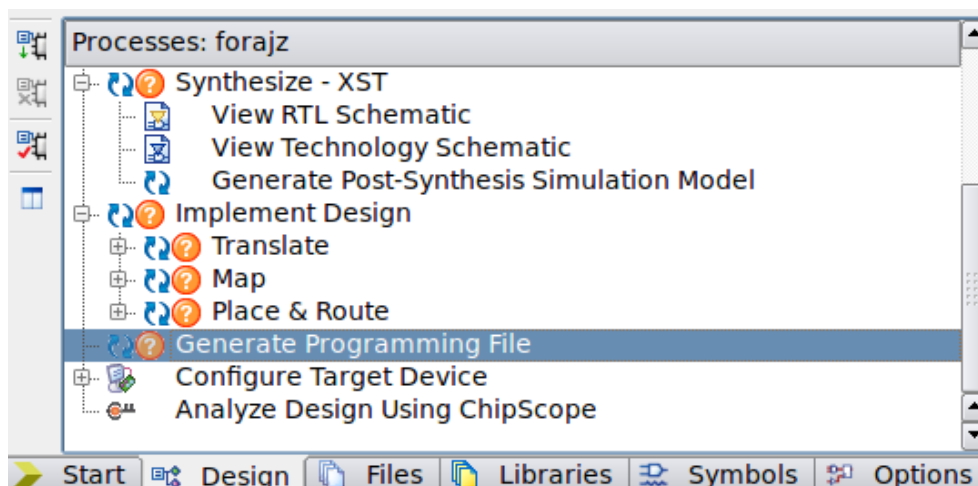 Processes: forajz
Synthesize - XST
View RTL Schematic
View Technology Schematic
Generate Post-Synthesis Simulation Model
Implement Design
Translate
Map
Place & Route
Generate Programming File
Configure Target Device
Analyze Design Using ChipScope
Start Design Files Libraries Symbols Options